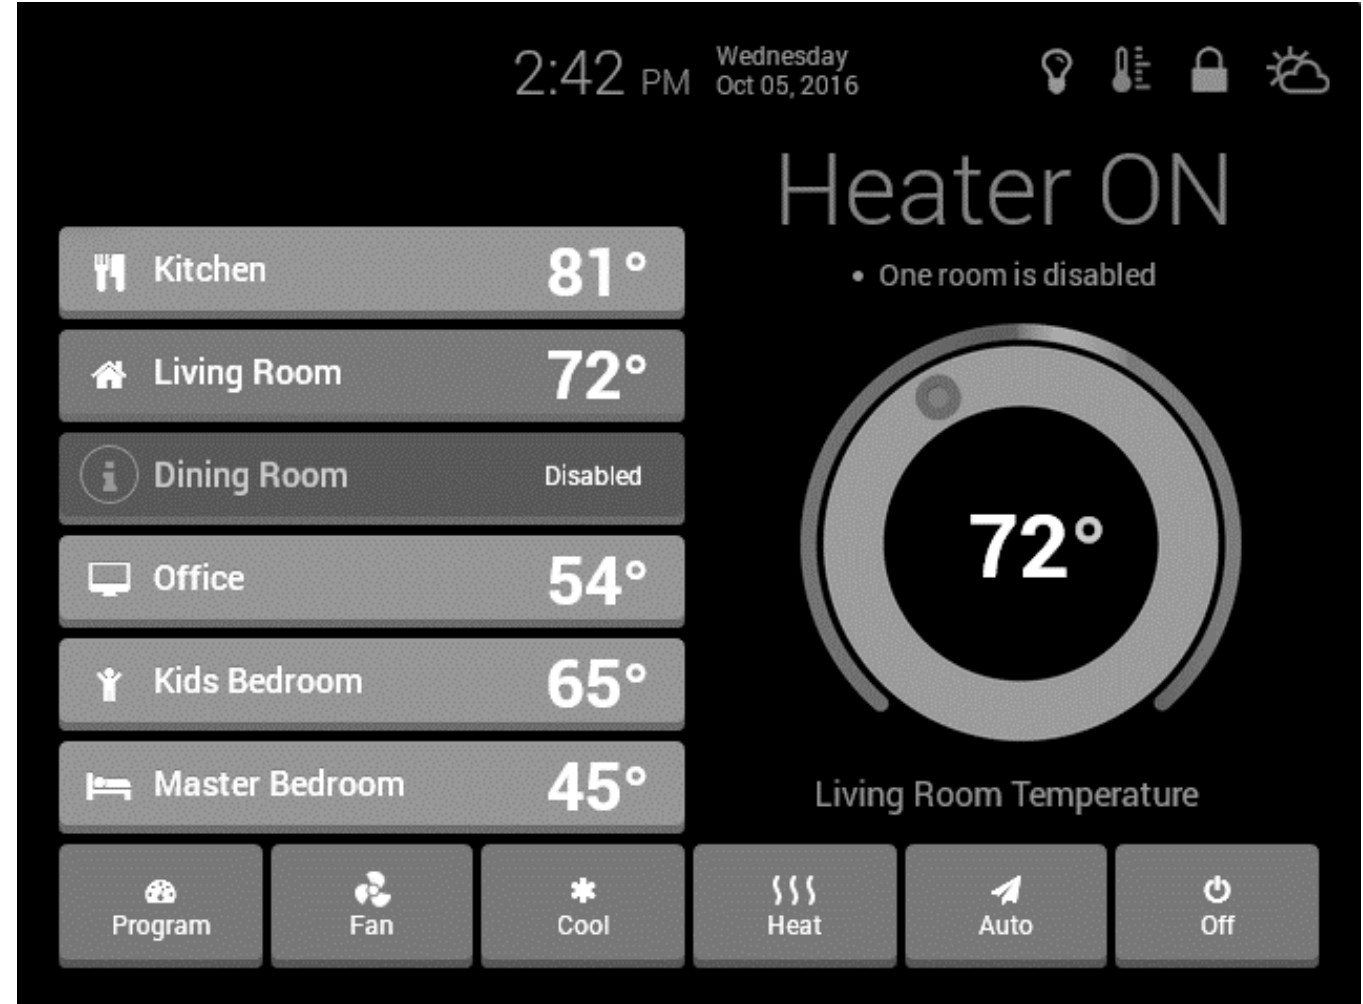 2:42 PM
Wednesday
Oct 05, 2016
Heater ON
• One room is disabled
Kitchen 81°
Living Room 72°
Dining Room Disabled
Office 54°
Kids Bedroom 65°
Master Bedroom 45°
72°
Living Room Temperature
Program
Fan
Cool
Heat
Auto
Off